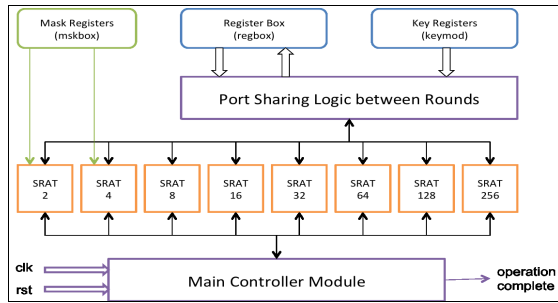 Mask Registers
(mskbox)
Register Box
(regbox)
Key Registers
(keymod)
Port Sharing Logic between Rounds
SRAT
2
SRAT
4
SRAT
8
SRAT
16
SRAT
32
SRAT
64
SRAT
128
SRAT
256
clk
rst
Main Controller Module
operation
complete